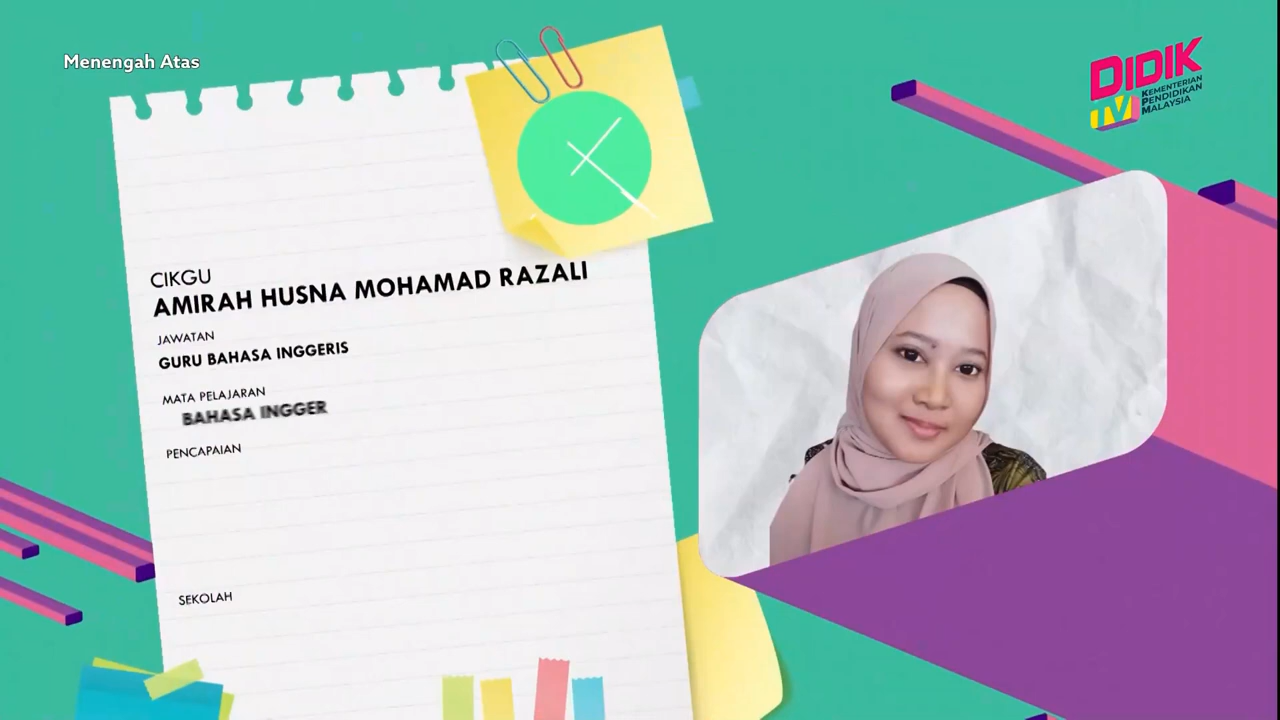 Menengah Atas
DIDIK
TV
KEMENTERIAN
PENDIDIKAN
MALAYSIA
CIKGU
AMIRAH HUSNA MOHAMAD RAZALI
JAWATAN
GURU BAHASA INGGERIS
MATA PELAJARAN
BAHASA INGGER
PENCAPAIAN
SEKOLAH